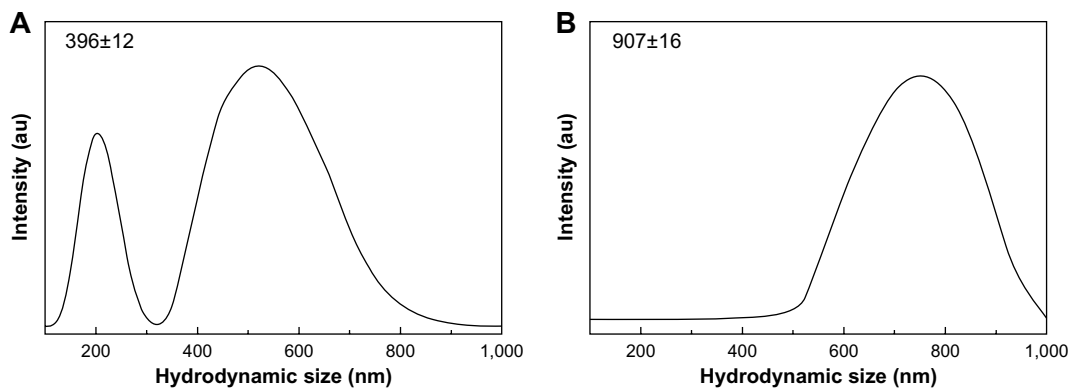 A
396±12
Intensity (au)
200 400 600 800 1,000
Hydrodynamic size (nm)
B
907±16
Intensity (au)
200 400 600 800 1,000
Hydrodynamic size (nm)